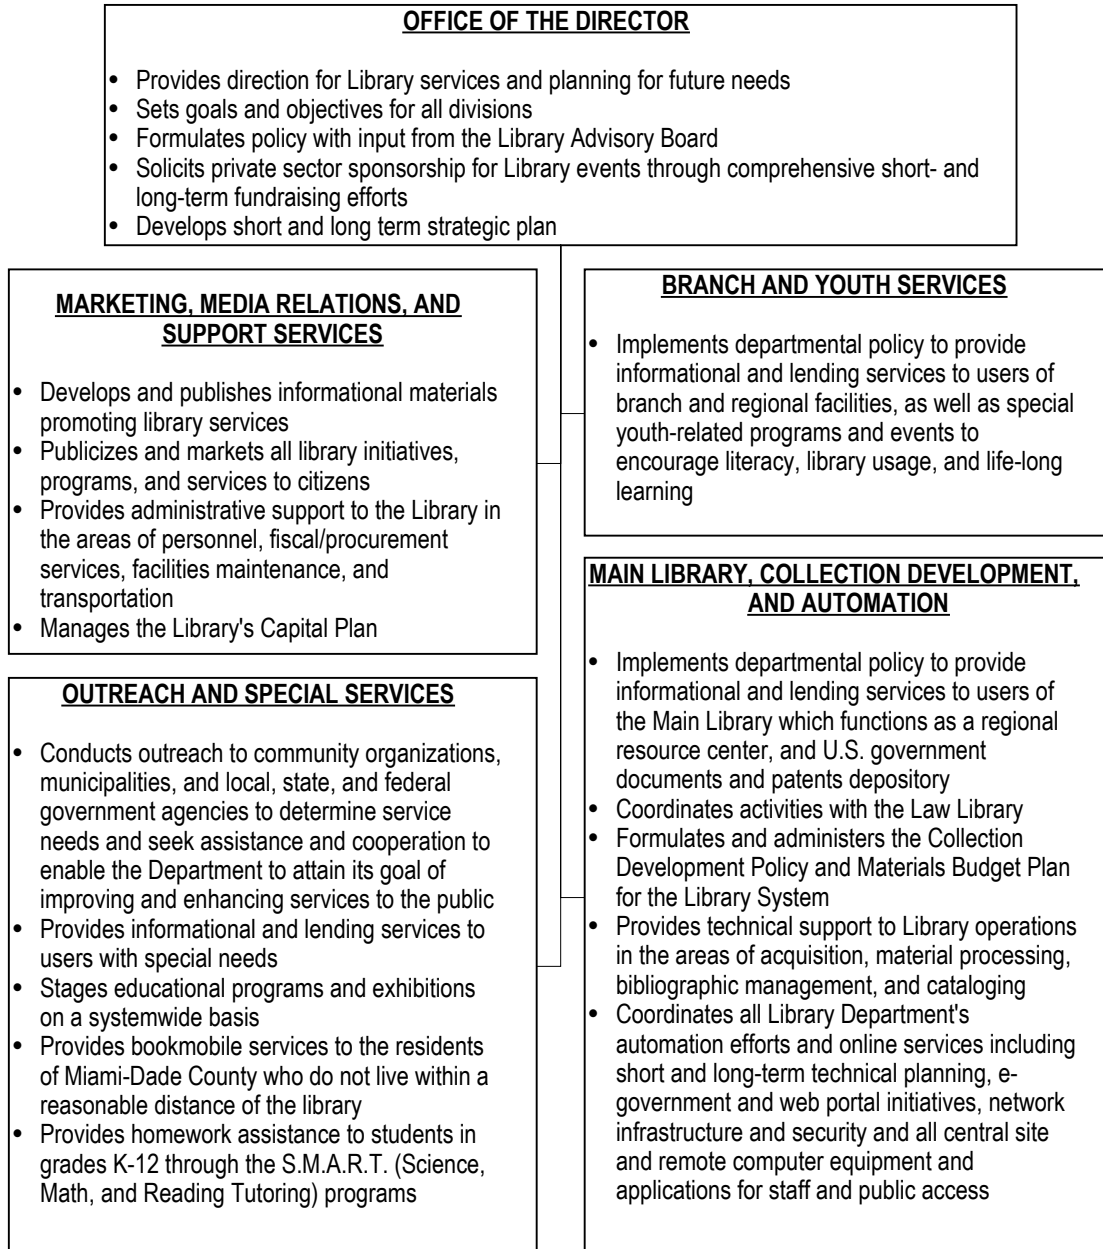 OFFICE OF THE DIRECTOR
• Provides direction for Library services and planning for future needs
• Sets goals and objectives for all divisions
• Formulates policy with input from the Library Advisory Board
• Solicits private sector sponsorship for Library events through comprehensive short- and
long-term fundraising efforts
• Develops short and long term strategic plan
MARKETING, MEDIA RELATIONS, AND
SUPPORT SERVICES
• Develops and publishes informational materials
promoting library services
• Publicizes and markets all library initiatives,
programs, and services to citizens
• Provides administrative support to the Library in
the areas of personnel, fiscal/procurement
services, facilities maintenance, and
transportation
• Manages the Library's Capital Plan
OUTREACH AND SPECIAL SERVICES
• Conducts outreach to community organizations,
municipalities, and local, state, and federal
government agencies to determine service
needs and seek assistance and cooperation to
enable the Department to attain its goal of
improving and enhancing services to the public
• Provides informational and lending services to
users with special needs
• Stages educational programs and exhibitions
on a systemwide basis
• Provides bookmobile services to the residents
of Miami-Dade County who do not live within a
reasonable distance of the library
• Provides homework assistance to students in
grades K-12 through the S.M.A.R.T. (Science,
Math, and Reading Tutoring) programs
BRANCH AND YOUTH SERVICES
• Implements departmental policy to provide
informational and lending services to users of
branch and regional facilities, as well as special
youth-related programs and events to
encourage literacy, library usage, and life-long
learning
MAIN LIBRARY, COLLECTION DEVELOPMENT,
AND AUTOMATION
• Implements departmental policy to provide
informational and lending services to users of
the Main Library which functions as a regional
resource center, and U.S. government
documents and patents depository
• Coordinates activities with the Law Library
• Formulates and administers the Collection
Development Policy and Materials Budget Plan
for the Library System
• Provides technical support to Library operations
in the areas of acquisition, material processing,
bibliographic management, and cataloging
• Coordinates all Library Department's
automation efforts and online services including
short and long-term technical planning, e-
government and web portal initiatives, network
infrastructure and security and all central site
and remote computer equipment and
applications for staff and public access